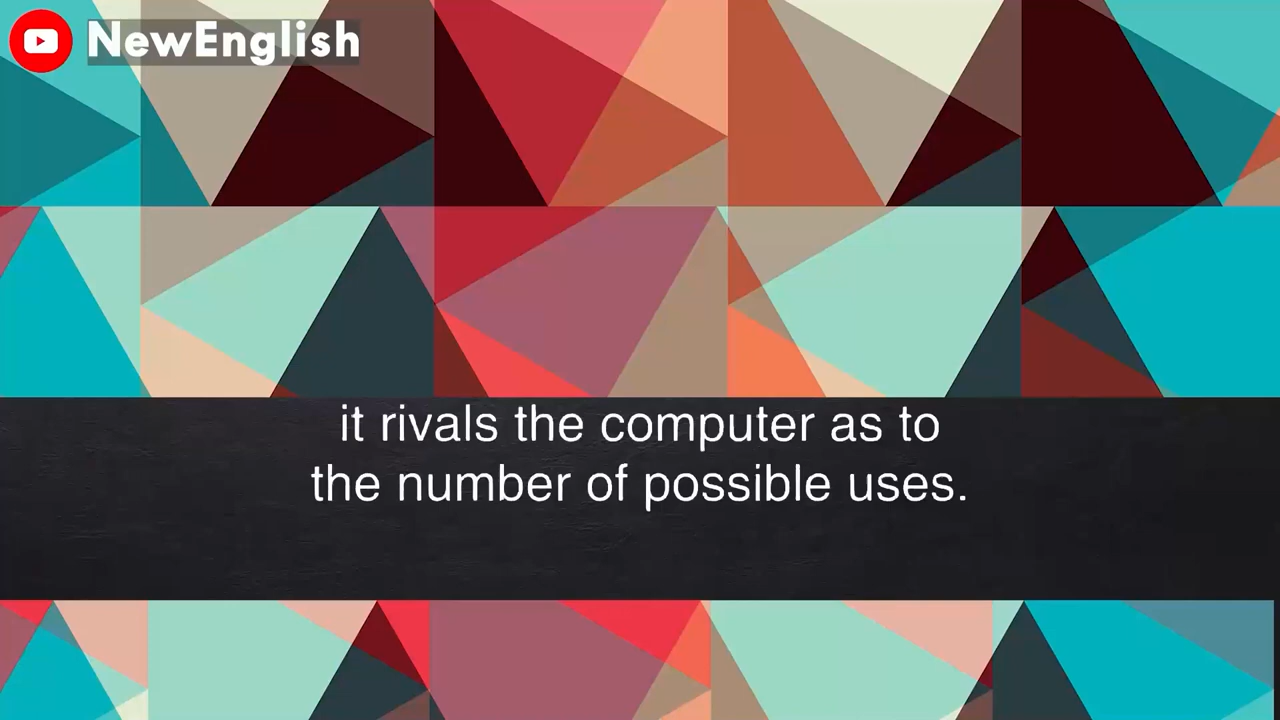 NewEnglish
it rivals the computer as to
the number of possible uses.